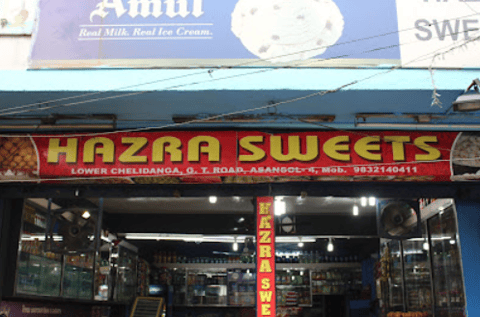 Amul
Real Milk. Real Ice Cream.
SWE
HAZRA SWEETS
LOWER CHELIDANGA, G. T. ROAD, ASANSOL- 4, Mob. 9832140411
HAZRA SWE